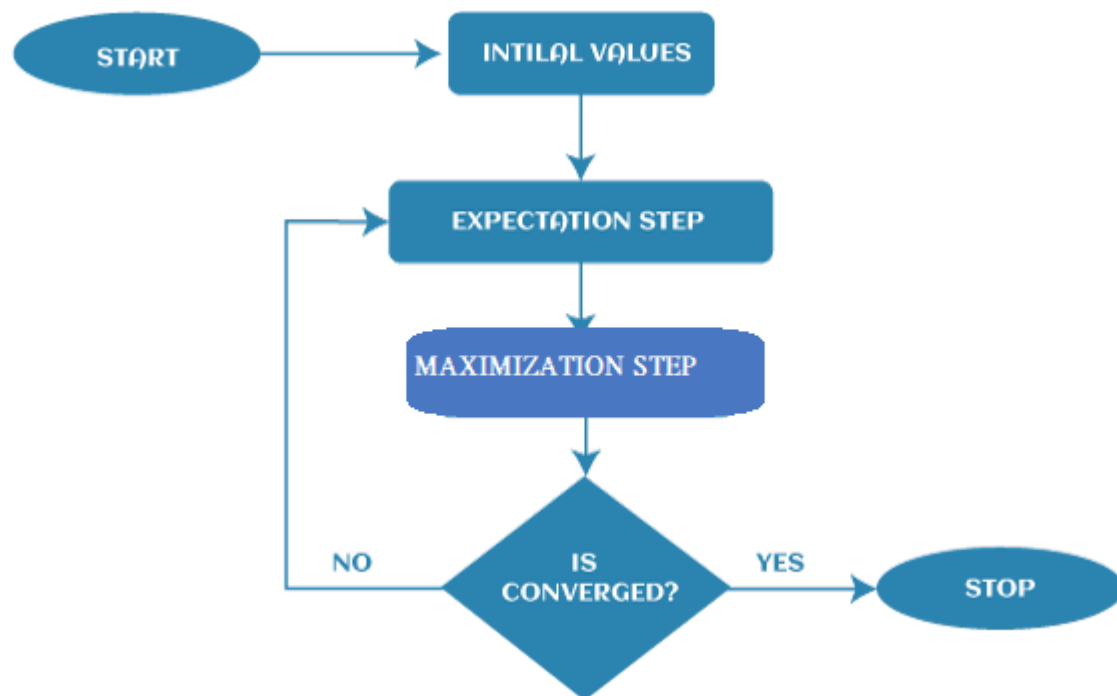 START
INTILAL VALUES
EXPECTATION STEP
MAXIMIZATION STEP
IS
CONVERGED?
NO
YES
STOP